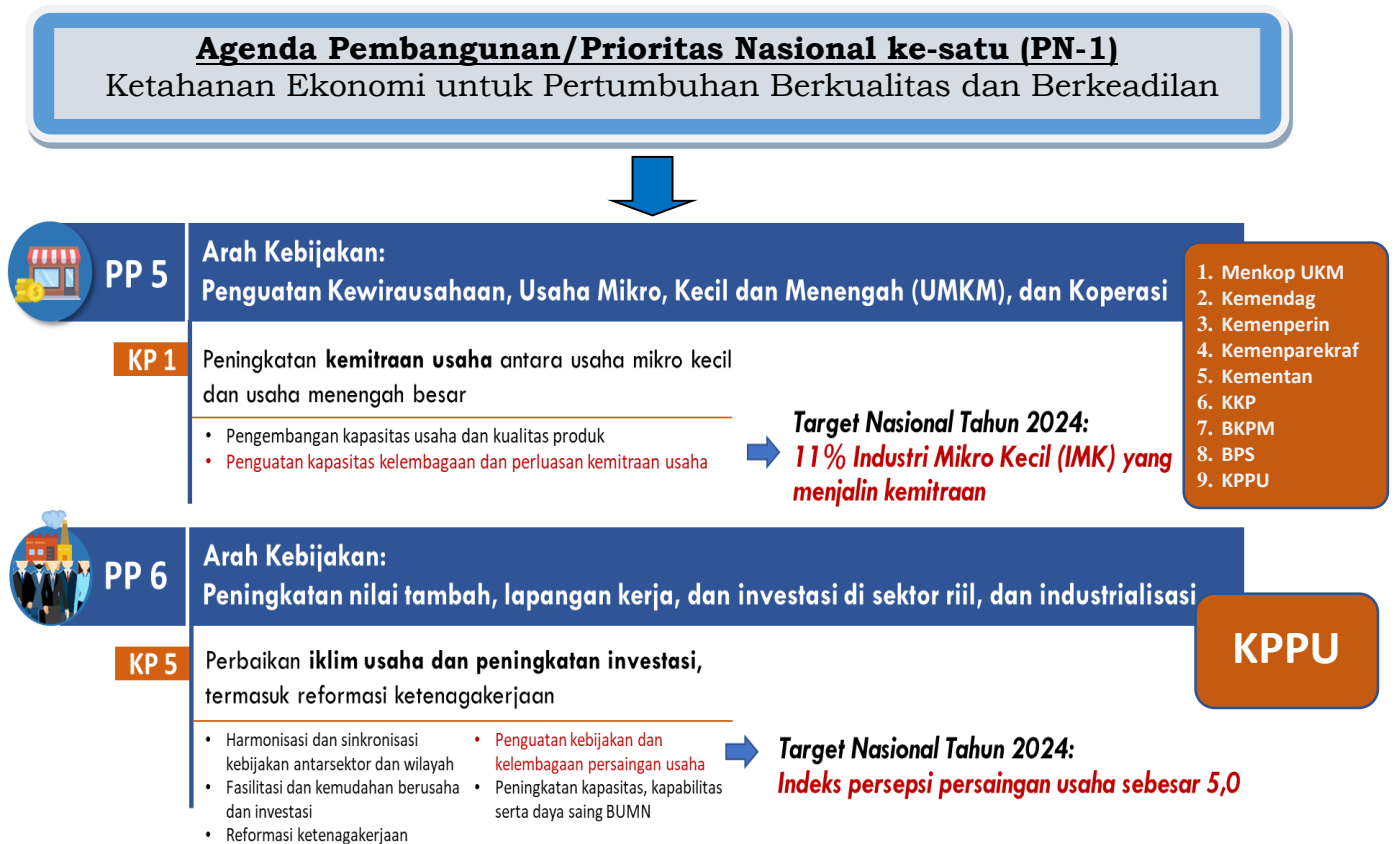 Agenda Pembangunan/Prioritas Nasional ke-satu (PN-1)
Ketahanan Ekonomi untuk Pertumbuhan Berkualitas dan Berkeadilan
PP 5
Arah Kebijakan:
Penguatan Kewirausahaan, Usaha Mikro, Kecil dan Menengah (UMKM), dan Koperasi
1. Menkop UKM
2. Kemendag
3. Kemenperin
4. Kemenparekraf
5. Kementan
6. KKP
7. BKPM
8. BPS
9. KPPU
KP 1
Peningkatan kemitraan usaha antara usaha mikro kecil
dan usaha menengah besar
• Pengembangan kapasitas usaha dan kualitas produk
• Penguatan kapasitas kelembagaan dan perluasan kemitraan usaha
Target Nasional Tahun 2024:
11% Industri Mikro Kecil (IMK) yang
menjalin kemitraan
PP 6
Arah Kebijakan:
Peningkatan nilai tambah, lapangan kerja, dan investasi di sektor riil, dan industrialisasi
KPPU
KP 5
Perbaikan iklim usaha dan peningkatan investasi,
termasuk reformasi ketenagakerjaan
• Harmonisasi dan sinkronisasi
kebijakan antarsektor dan wilayah
• Fasilitasi dan kemudahan berusaha
dan investasi
• Reformasi ketenagakerjaan
• Penguatan kebijakan dan
kelembagaan persaingan usaha
• Peningkatan kapasitas, kapabilitas
serta daya saing BUMN
Target Nasional Tahun 2024:
Indeks persepsi persaingan usaha sebesar 5,0